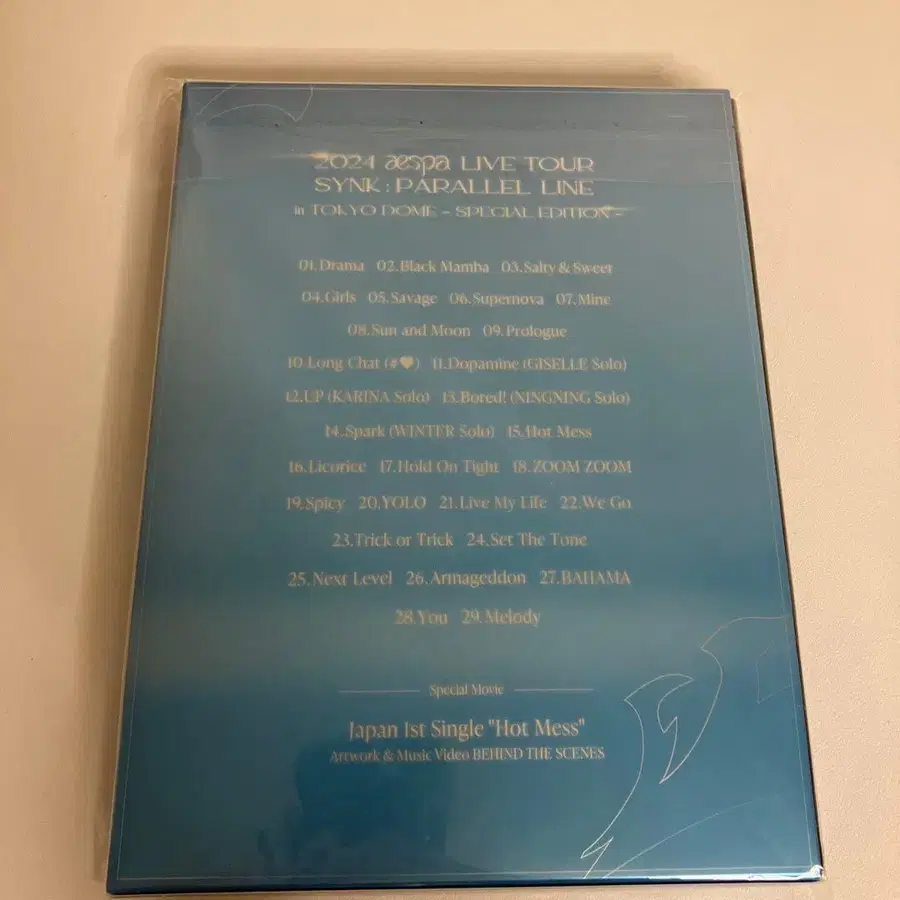 2024 aespa LIVE TOUR
SYNK : PARALLEL LINE
in TOKYO DOME - SPECIAL EDITION -
01.Drama 02.Black Mamba 03.Salty & Sweet
04.Girls 05.Savage 06.Supernova 07.Mine
08.Sun and Moon 09.Prologue
10.Long Chat (#♥) 11.Dopamine (GISELLE Solo)
12.UP (KARINA Solo) 13.Bored! (NINGNING Solo)
14.Spark (WINTER Solo) 15.Hot Mess
16.Licorice 17.Hold On Tight 18.ZOOM ZOOM
19.Spicy 20.YOLO 21.Live My Life 22.We Go
23.Trick or Trick 24.Set The Tone
25.Next Level 26.Armageddon 27.BAHAMA
28.You 29.Melody
Special Movie
Japan 1st Single "Hot Mess"
Artwork & Music Video BEHIND THE SCENES